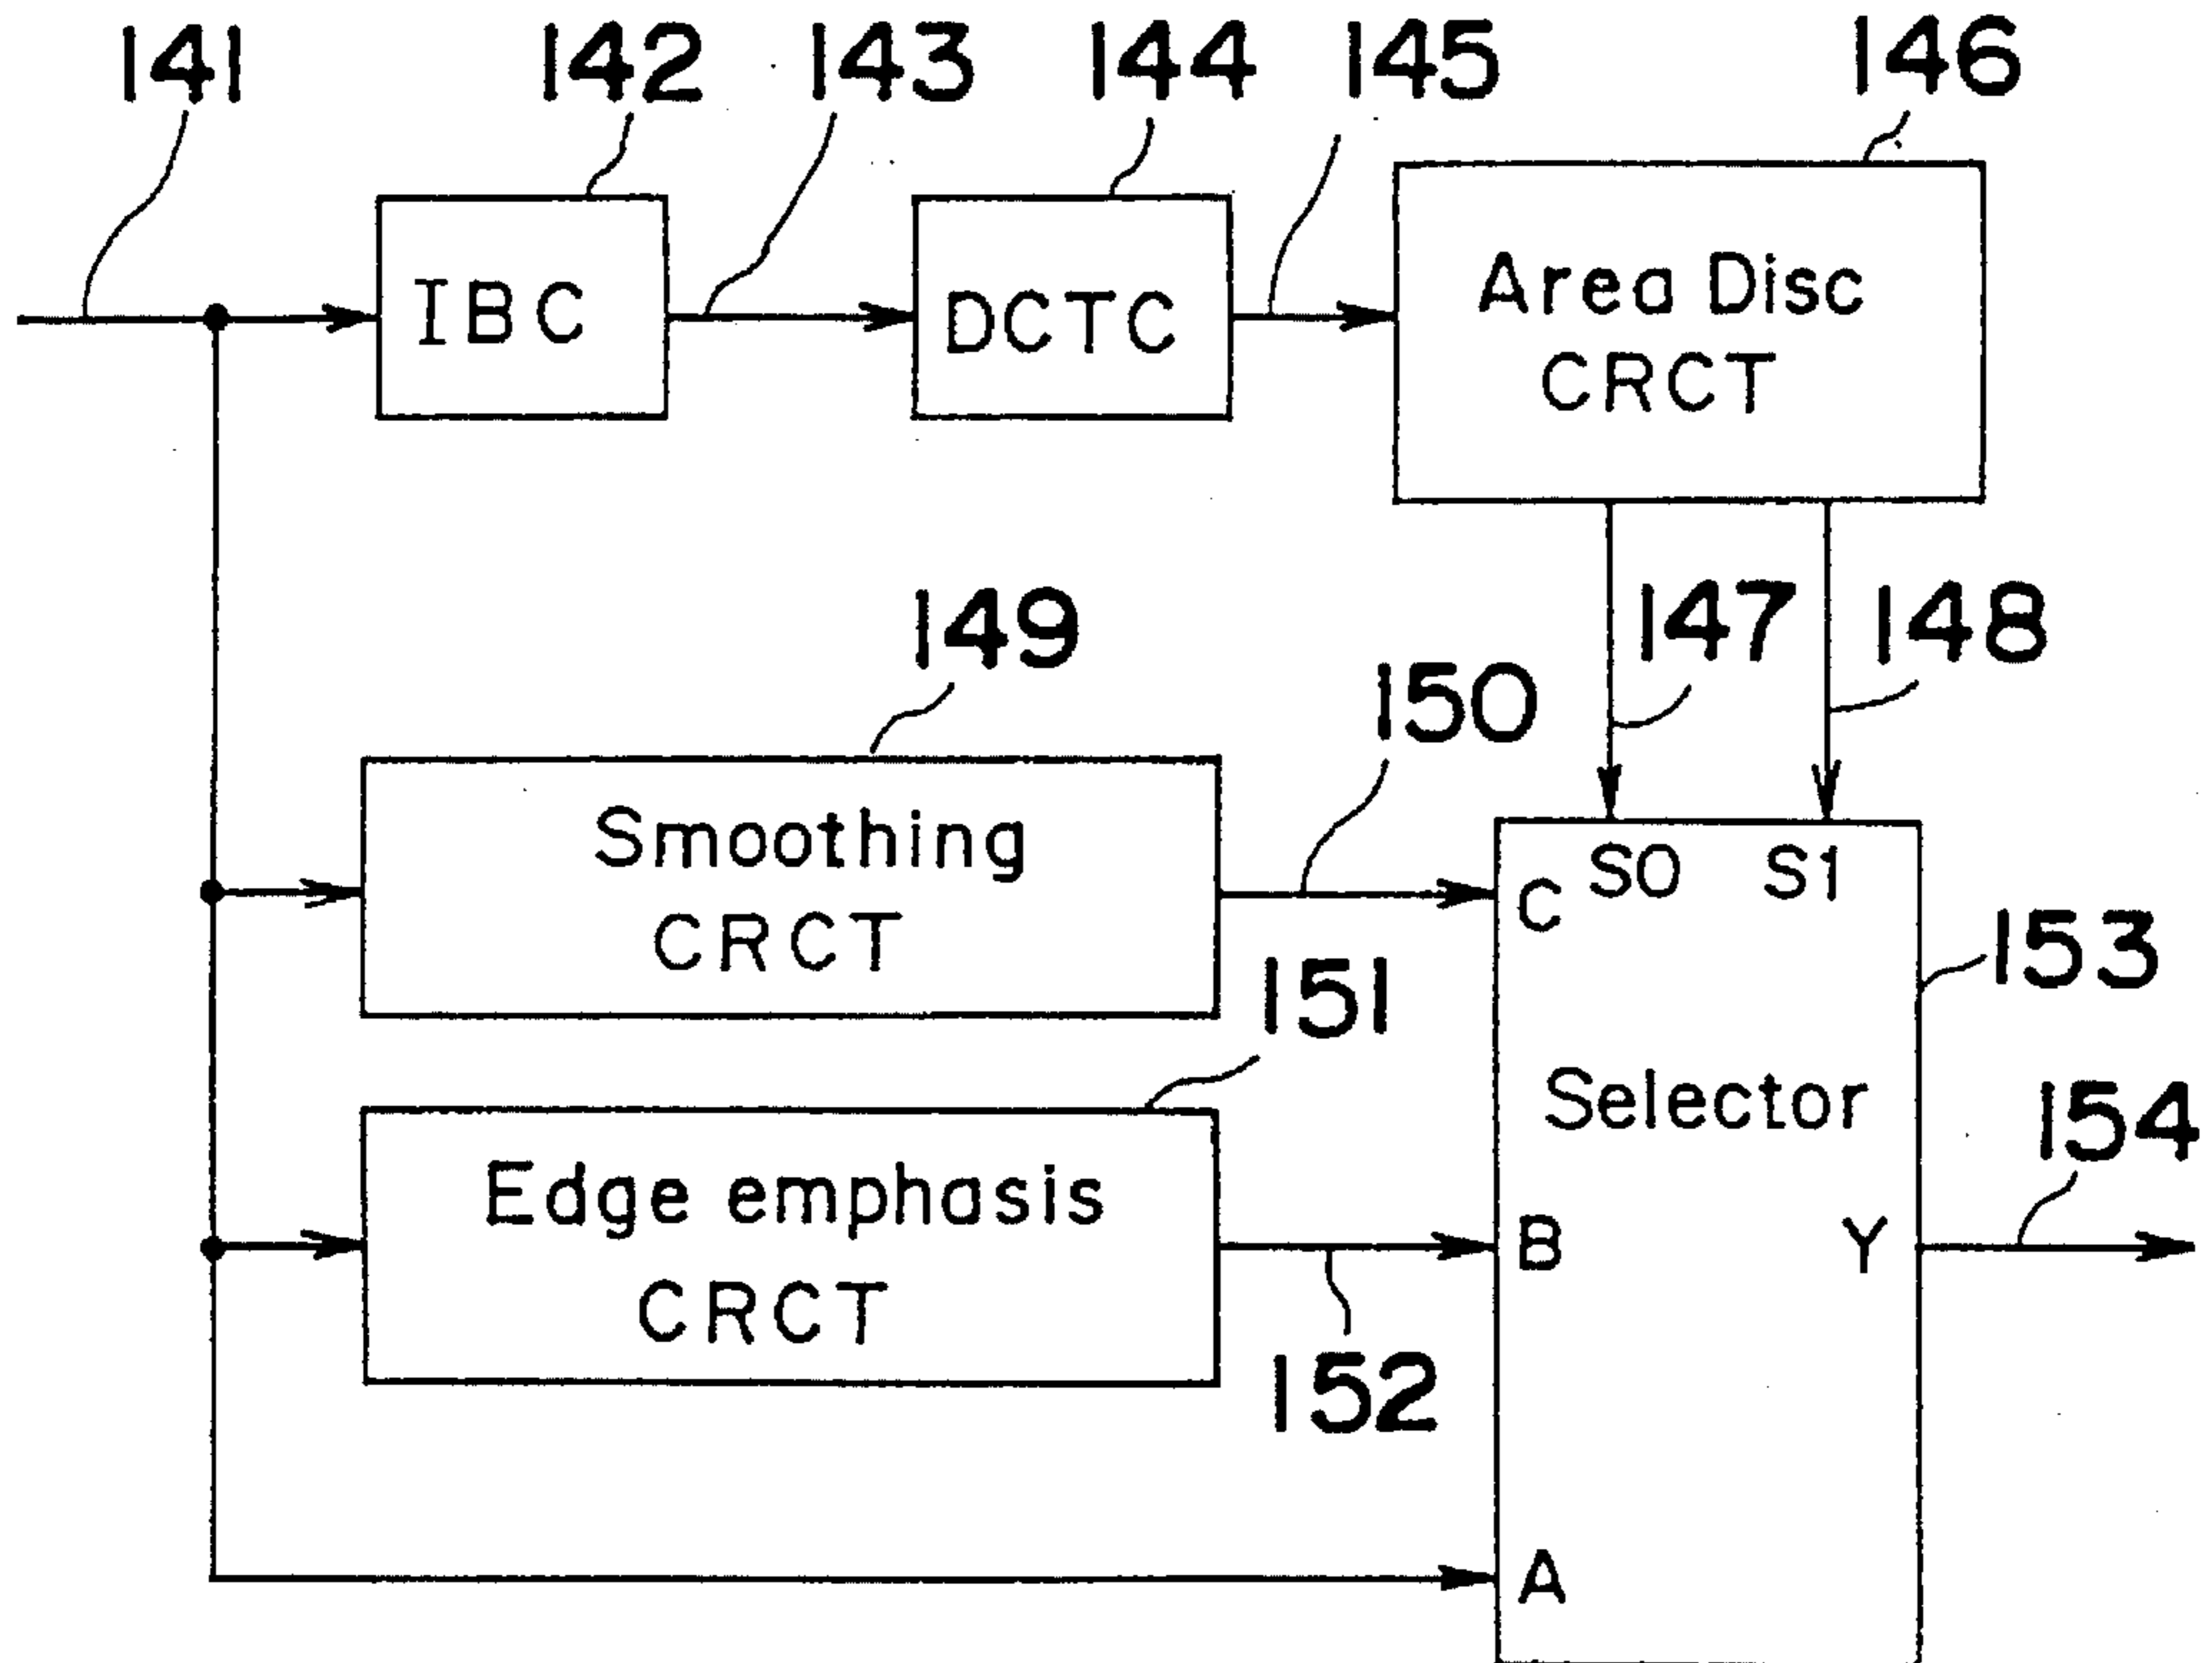 141 142 143 144 145 146
IBC
DCTC
Area Disc
CRCT
147
148
149
150
Smoothing
CRCT
C
S0 S1
151
153
Selector
Edge emphasis
CRCT
152
B
Y
154
A